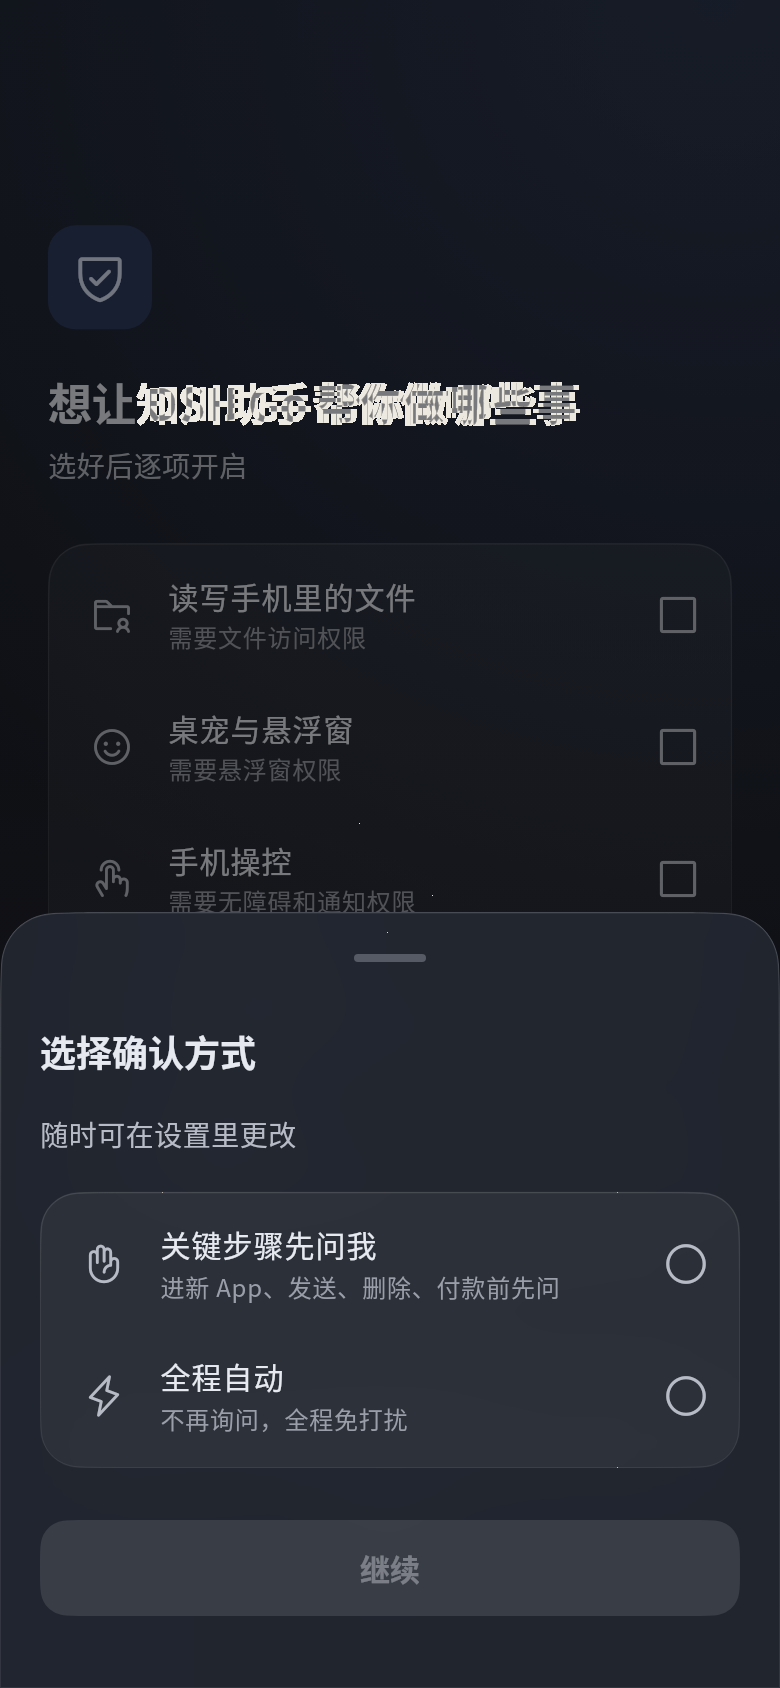 想让
选好后逐项开启
读写手机里的文件
需要文件访问权限
桌宠与悬浮窗
需要悬浮窗权限
手机操控
需要无障碍和通知权限
选择确认方式
随时可在设置里更改
关键步骤先问我
进新 App、发送、删除、付款前先问
全程自动
不再询问，全程免打扰
继续